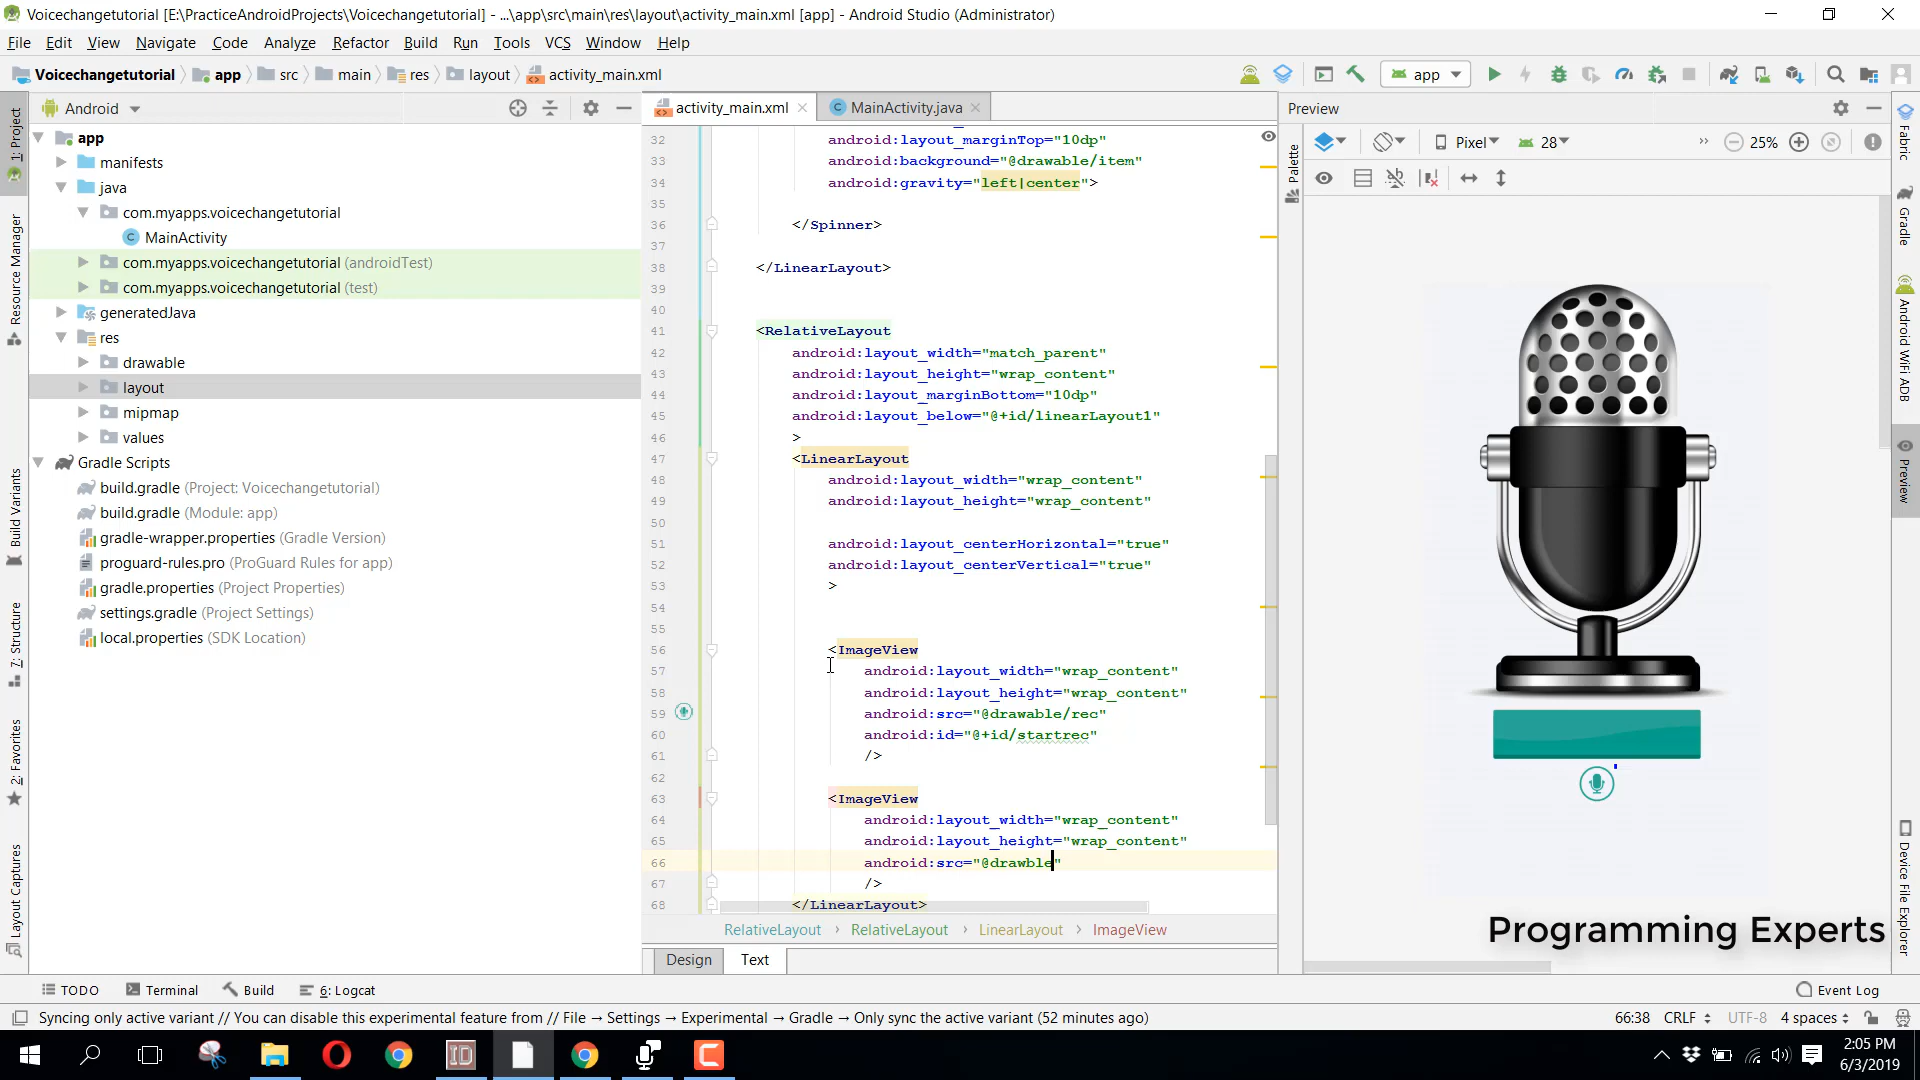 Voicechangetutorial [E:\PracticeAndroidProjects\Voicechangetutorial] - ...\app\src\main\res\layout\activity_main.xml [app] - Android Studio (Administrator)
File Edit View Navigate Code Analyze Refactor Build Run Tools VCS Window Help
Voicechangetutorial app src main res layout activity_main.xml
app
Android
activity_main.xml
MainActivity.java
Preview
Pixel 28 25%
Palette
1: Project
Resource Manager
Build Variants
7: Structure
2: Favorites
Layout Captures
app
manifests
java
com.myapps.voicechangetutorial
MainActivity
com.myapps.voicechangetutorial (androidTest)
com.myapps.voicechangetutorial (test)
generatedJava
res
drawable
layout
mipmap
values
Gradle Scripts
build.gradle (Project: Voicechangetutorial)
build.gradle (Module: app)
gradle-wrapper.properties (Gradle Version)
proguard-rules.pro (ProGuard Rules for app)
gradle.properties (Project Properties)
settings.gradle (Project Settings)
local.properties (SDK Location)
32 android:layout_marginTop="10dp"
33 android:background="@drawable/item"
34 android:gravity="left|center">
35
36 </Spinner>
37
38 </LinearLayout>
39
40
41 <RelativeLayout
42 android:layout_width="match_parent"
43 android:layout_height="wrap_content"
44 android:layout_marginBottom="10dp"
45 android:layout_below="@+id/linearLayout1"
46 >
47 <LinearLayout
48 android:layout_width="wrap_content"
49 android:layout_height="wrap_content"
50
51 android:layout_centerHorizontal="true"
52 android:layout_centerVertical="true"
53 >
54
55
56 <ImageView
57 android:layout_width="wrap_content"
58 android:layout_height="wrap_content"
59 android:src="@drawable/rec"
60 android:id="@+id/startrec"
61 />
62
63 <ImageView
64 android:layout_width="wrap_content"
65 android:layout_height="wrap_content"
66 android:src="@drawble"
67 />
68 </LinearLayout>
RelativeLayout › RelativeLayout › LinearLayout › ImageView
Design Text
Programming Experts
Fabric
Gradle
Android WiFi ADB
Preview
Device File Explorer
TODO Terminal Build 6: Logcat Event Log
Syncing only active variant // You can disable this experimental feature from // File → Settings → Experimental → Gradle → Only sync the active variant (52 minutes ago)
66:38 CRLF UTF-8 4 spaces
2:05 PM
6/3/2019